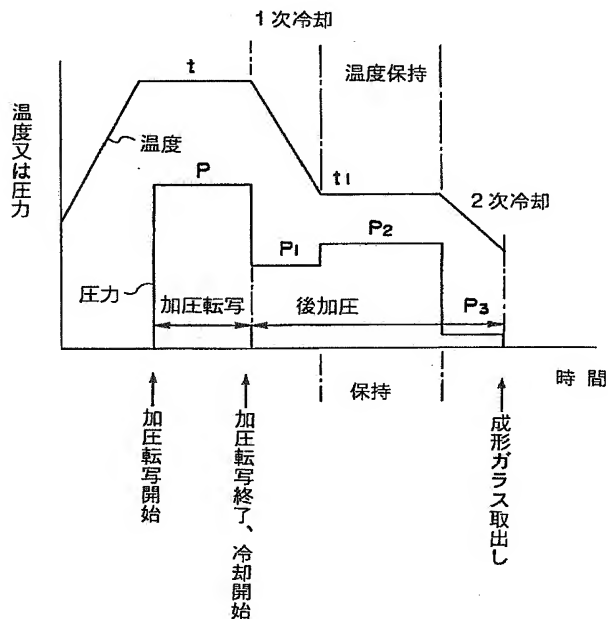 1次冷却
t
温度保持
温度又は圧力
温度
P
t1
2次冷却
P1
P2
圧力
加圧転写
後加圧
P3
時間
保持
加圧転写開始
加圧転写終了、冷却開始
成形ガラス取出し